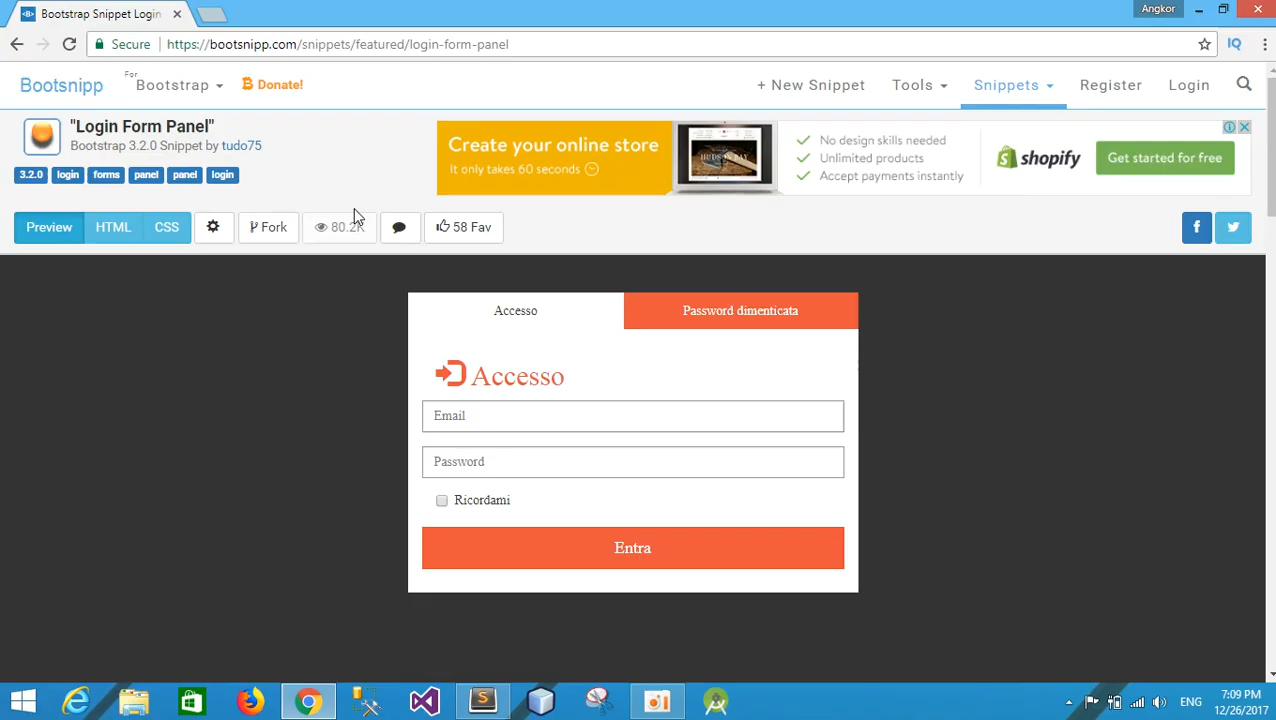 Bootstrap Snippet Login
Angkor
Secure
https://bootsnipp.com/snippets/featured/login-form-panel
Bootsnipp
For
Bootstrap
Donate!
+ New Snippet
Tools
Snippets
Register
Login
"Login Form Panel"
Bootstrap 3.2.0 Snippet by tudo75
3.2.0 login forms panel panel login
Create your online store
It only takes 60 seconds
No design skills needed
Unlimited products
Accept payments instantly
shopify
Get started for free
Preview
HTML
CSS
Fork
80.2K
58 Fav
Accesso
Password dimenticata
Accesso
Email
Password
Ricordami
Entra
ENG
7:09 PM
12/26/2017